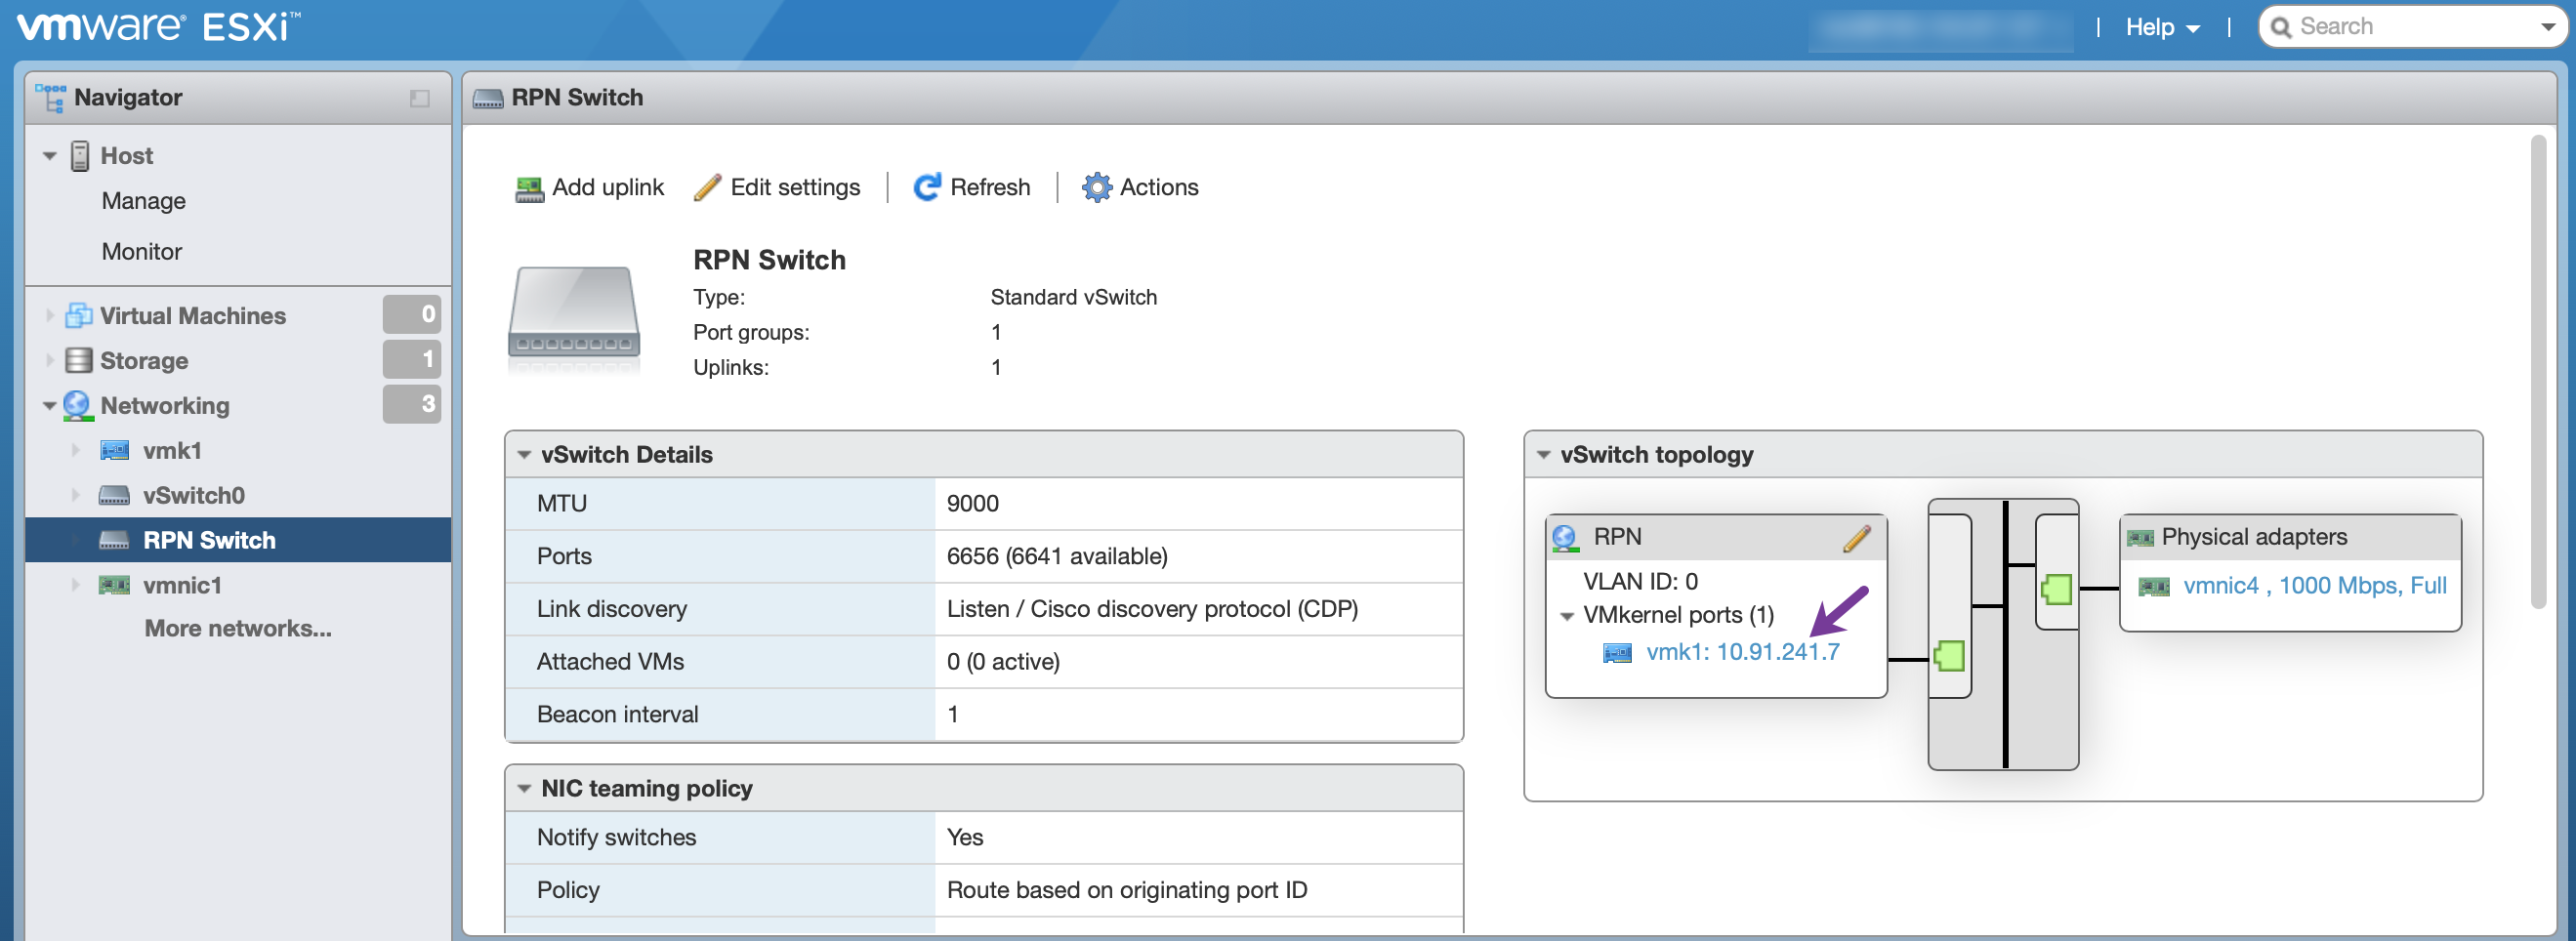 vmware® ESXi™
Help
Search
Navigator
Host
Manage
Monitor
Virtual Machines 0
Storage 1
Networking 3
vmk1
vSwitch0
RPN Switch
vmnic1
More networks...
RPN Switch
Add uplink
Edit settings
Refresh
Actions
RPN Switch
Type: Standard vSwitch
Port groups: 1
Uplinks: 1
vSwitch Details
MTU 9000
Ports 6656 (6641 available)
Link discovery Listen / Cisco discovery protocol (CDP)
Attached VMs 0 (0 active)
Beacon interval 1
NIC teaming policy
Notify switches Yes
Policy Route based on originating port ID
vSwitch topology
RPN
VLAN ID: 0
VMkernel ports (1)
vmk1: 10.91.241.7
Physical adapters
vmnic4 , 1000 Mbps, Full